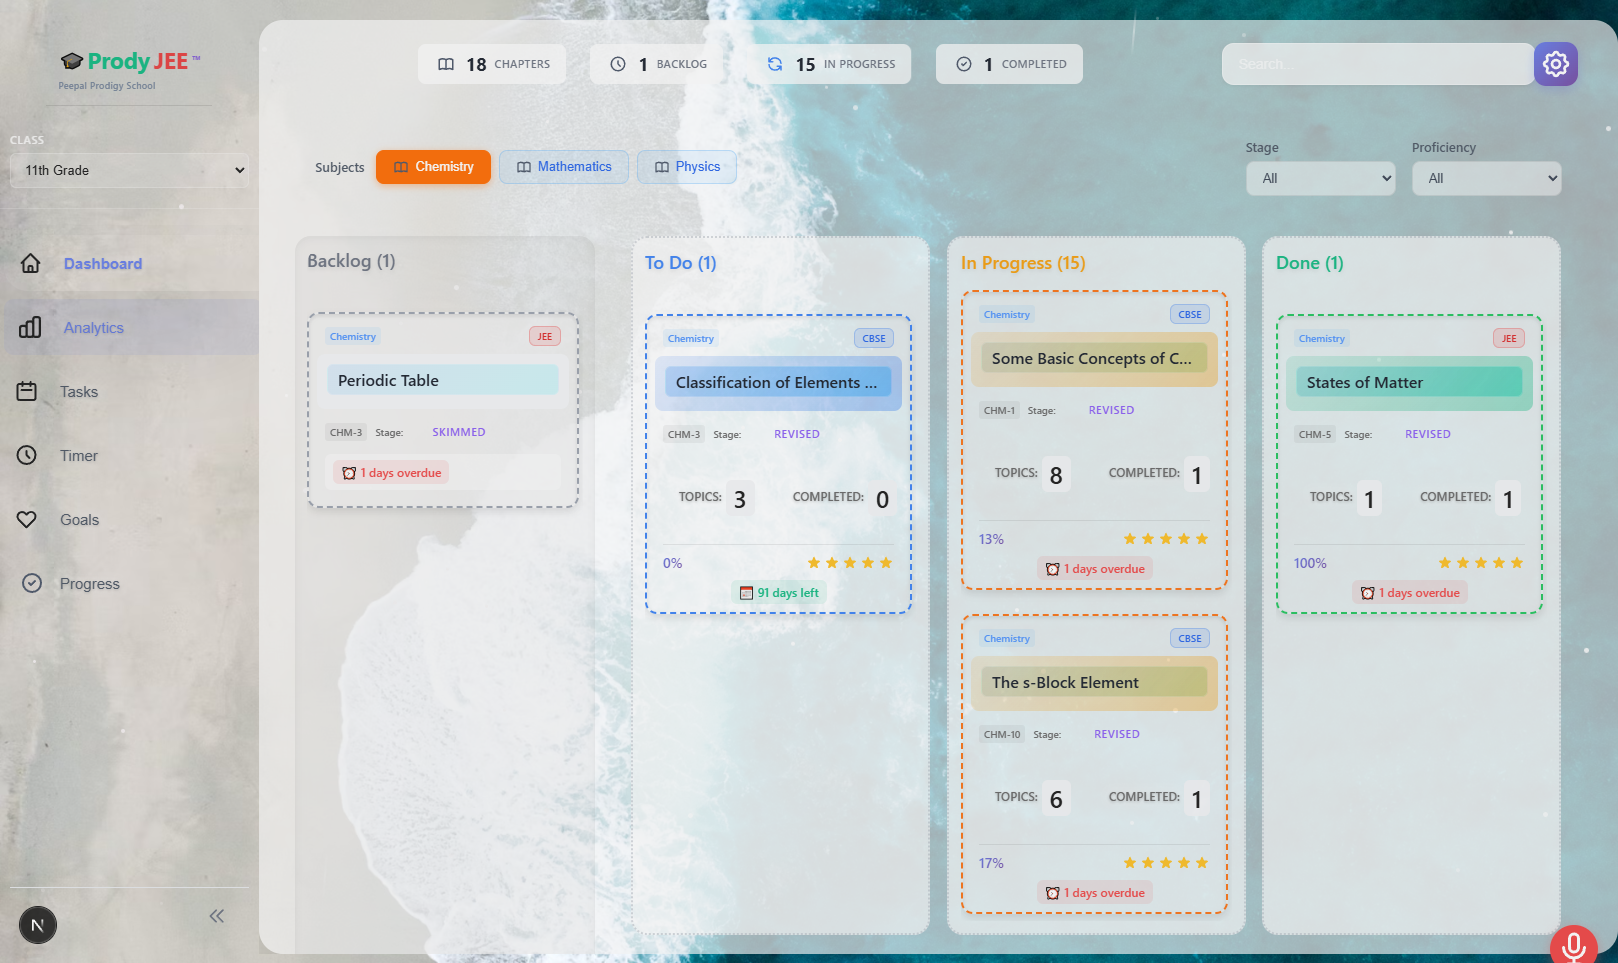 Prody JEE ™
Peepal Prodigy School
CLASS
11th Grade
Dashboard
Analytics
Tasks
Timer
Goals
Progress
N
18 CHAPTERS
1 BACKLOG
15 IN PROGRESS
1 COMPLETED
Search...
Subjects
Chemistry
Mathematics
Physics
Stage
All
Proficiency
All
Backlog (1)
Chemistry
JEE
Periodic Table
CHM-3 Stage: SKIMMED
1 days overdue
To Do (1)
Chemistry
CBSE
Classification of Elements ...
CHM-3 Stage: REVISED
TOPICS: 3 COMPLETED: 0
0%
91 days left
In Progress (15)
Chemistry
CBSE
Some Basic Concepts of C...
CHM-1 Stage: REVISED
TOPICS: 8 COMPLETED: 1
13%
1 days overdue
Chemistry
CBSE
The s-Block Element
CHM-10 Stage: REVISED
TOPICS: 6 COMPLETED: 1
17%
1 days overdue
Done (1)
Chemistry
JEE
States of Matter
CHM-5 Stage: REVISED
TOPICS: 1 COMPLETED: 1
100%
1 days overdue